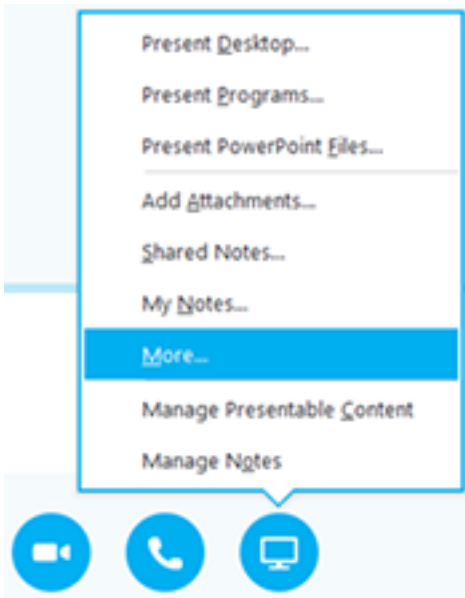 Present Desktop...
Present Programs...
Present PowerPoint Files...
Add Attachments...
Shared Notes...
My Notes...
More...
Manage Presentable Content
Manage Notes